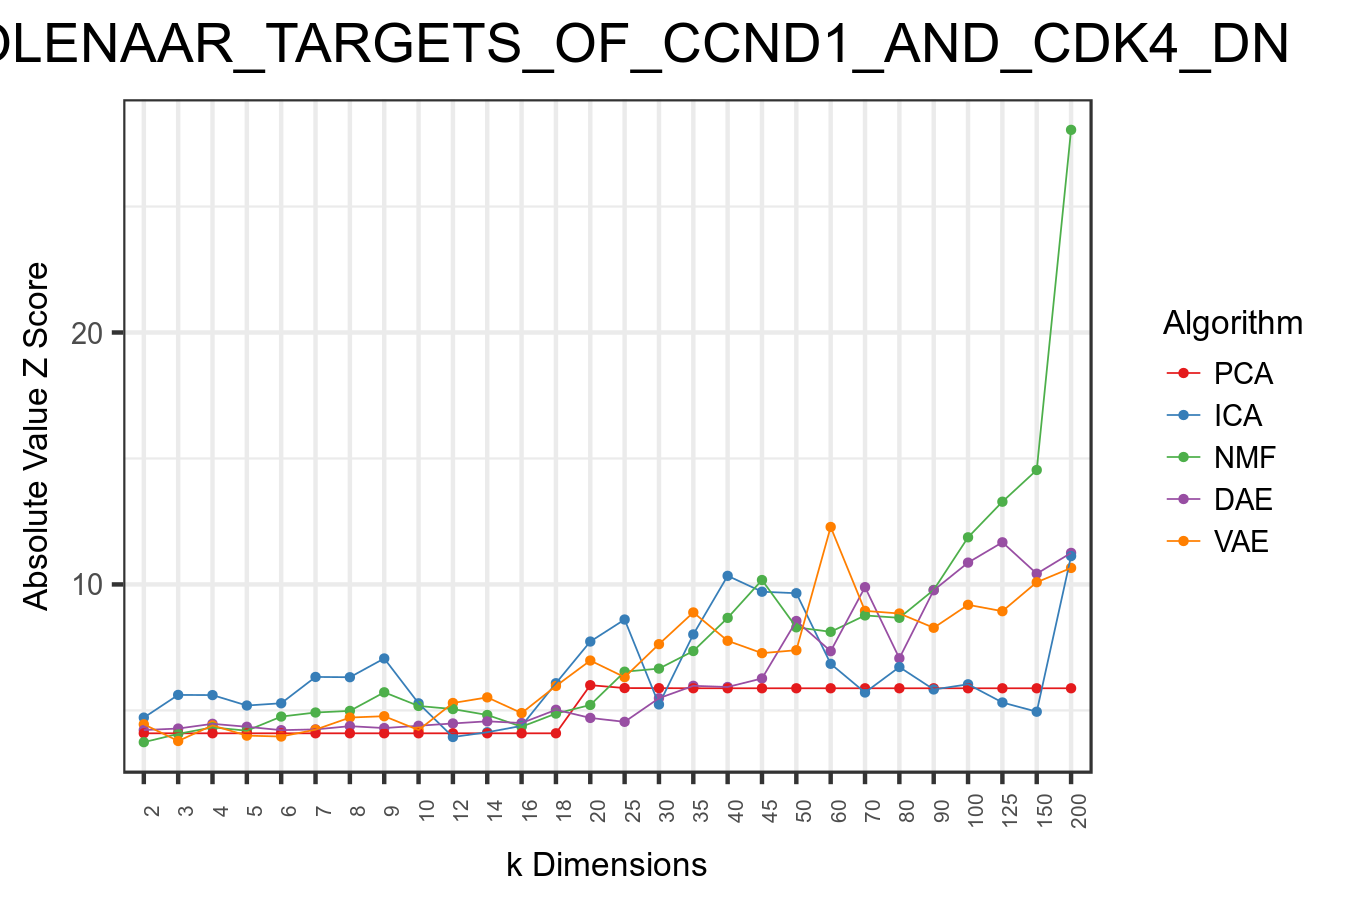 OLENAAR_TARGETS_OF_CCND1_AND_CDK4_DN
Absolute Value Z Score
20
10
2 3 4 5 6 7 8 9 10 12 14 16 18 20 25 30 35 40 45 50 60 70 80 90 100 125 150 200
k Dimensions
Algorithm
PCA
ICA
NMF
DAE
VAE